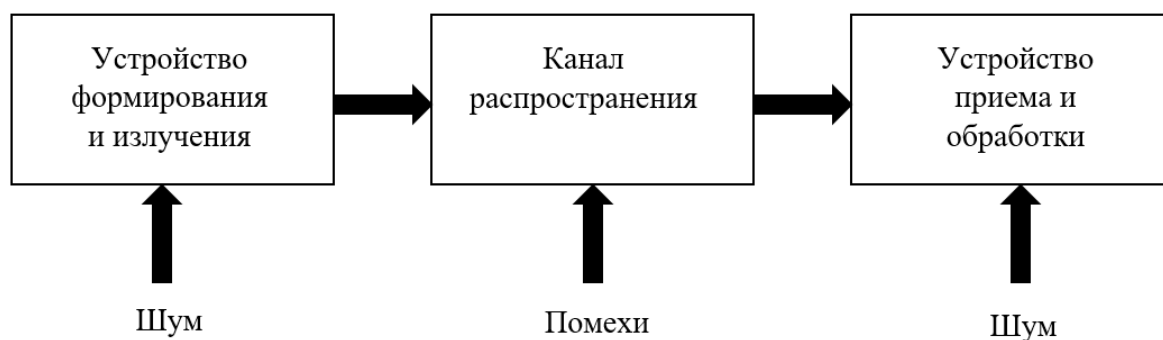 Устройство
формирования
и излучения
Канал
распространения
Устройство
приема и
обработки
Шум
Помехи
Шум